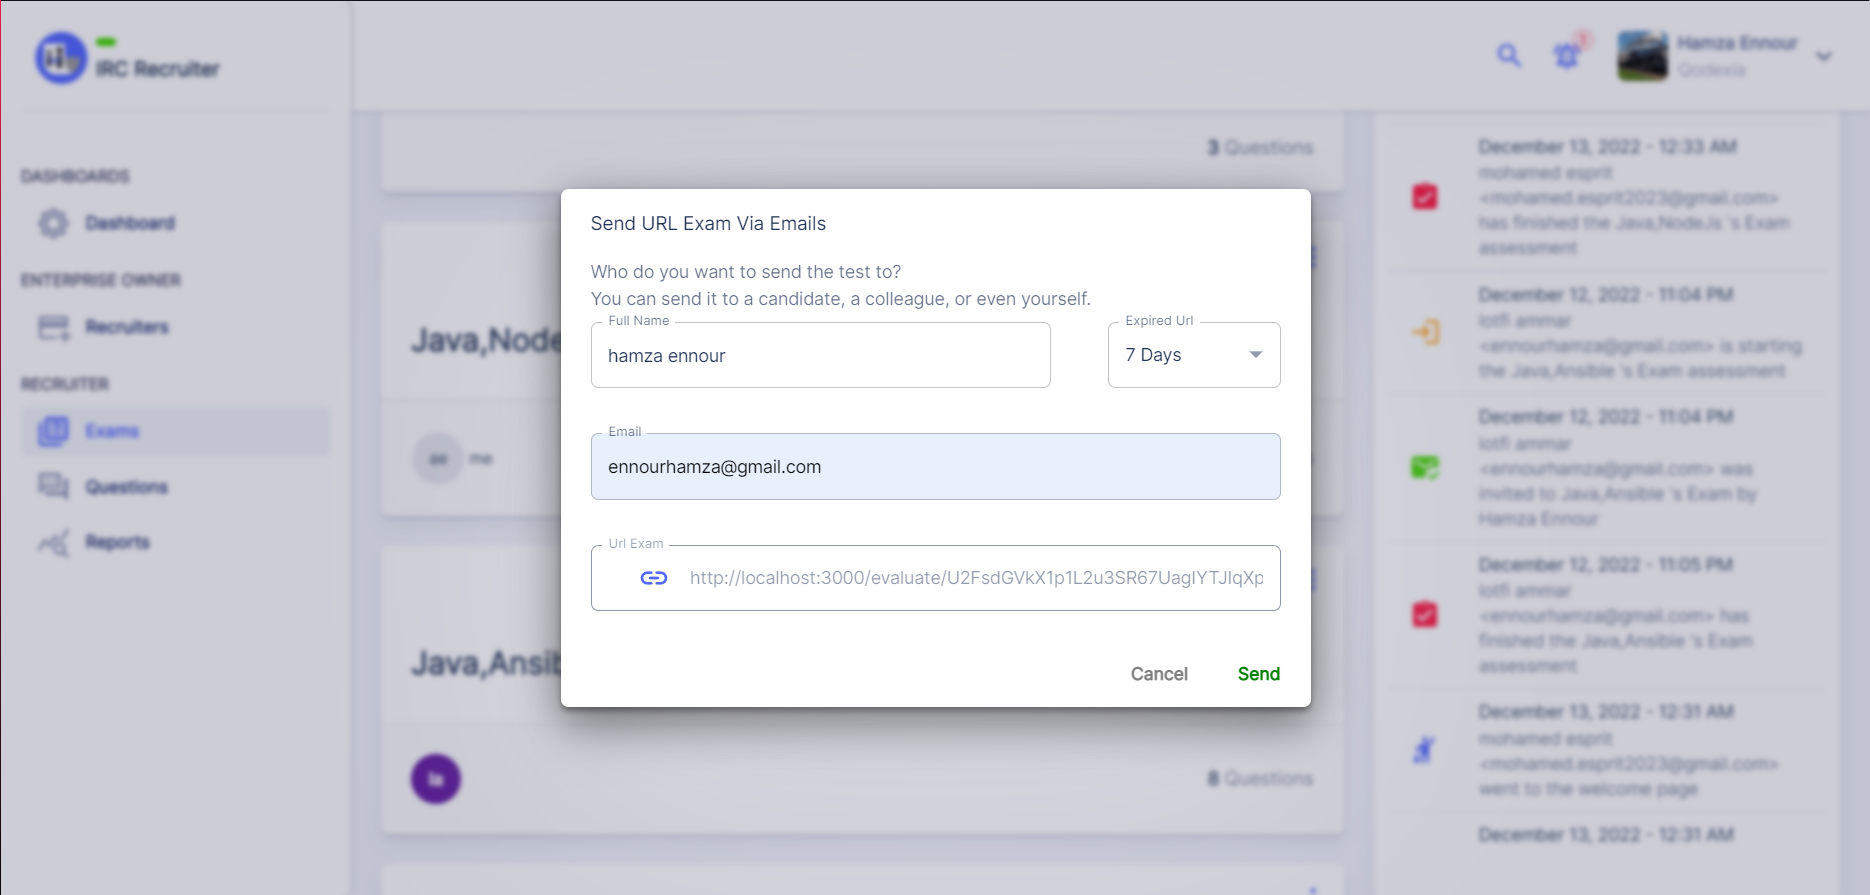 IRC Recruiter
DASHBOARDS
Dashboard
ENTERPRISE OWNER
Recruiters
RECRUITER
Exams
Questions
Reports
1
Hamza Ennour
Qodexia
3 Questions
Java,Node
ae me
Java,Ansib
la
8 Questions
Send URL Exam Via Emails
Who do you want to send the test to?
You can send it to a candidate, a colleague, or even yourself.
Full Name
hamza ennour
Expired Url
7 Days
Email
ennourhamza@gmail.com
Url Exam
http://localhost:3000/evaluate/U2FsdGVkX1p1L2u3SR67UagIYTJIqXp
Cancel
Send
December 13, 2022 - 12:33 AM
mohamed esprit
<mohamed.esprit2023@gmail.com>
has finished the Java,NodeJs 's Exam
assessment
December 12, 2022 - 11:04 PM
lotfi ammar
<ennourhamza@gmail.com> is starting
the Java,Ansible 's Exam assessment
December 12, 2022 - 11:04 PM
lotfi ammar
<ennourhamza@gmail.com> was
invited to Java,Ansible 's Exam by
Hamza Ennour
December 12, 2022 - 11:05 PM
lotfi ammar
<ennourhamza@gmail.com> has
finished the Java,Ansible 's Exam
assessment
December 13, 2022 - 12:31 AM
mohamed esprit
<mohamed.esprit2023@gmail.com>
went to the welcome page
December 13, 2022 - 12:31 AM